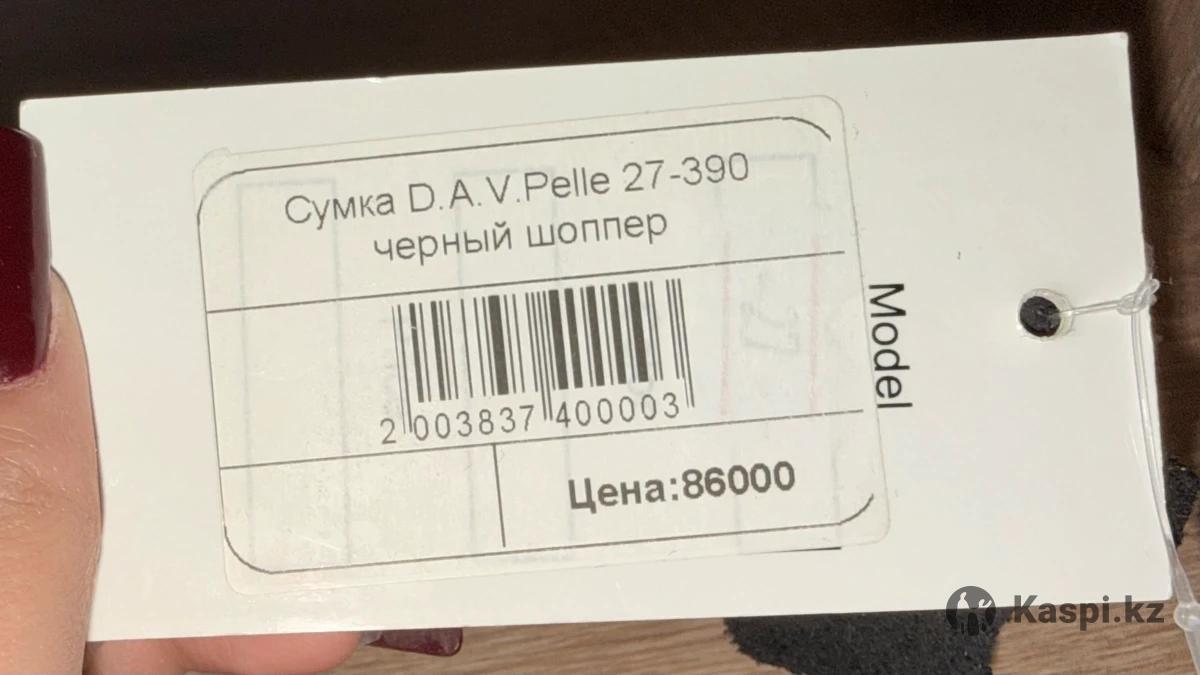 Сумка D.A.V.Pelle 27-390
черный шоппер
2 003837 400003
Цена:86000
Model
Kaspi.kz